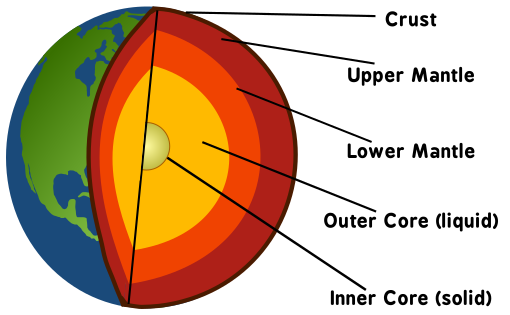 Crust
Upper Mantle
Lower Mantle
Outer Core (liquid)
Inner Core (solid)